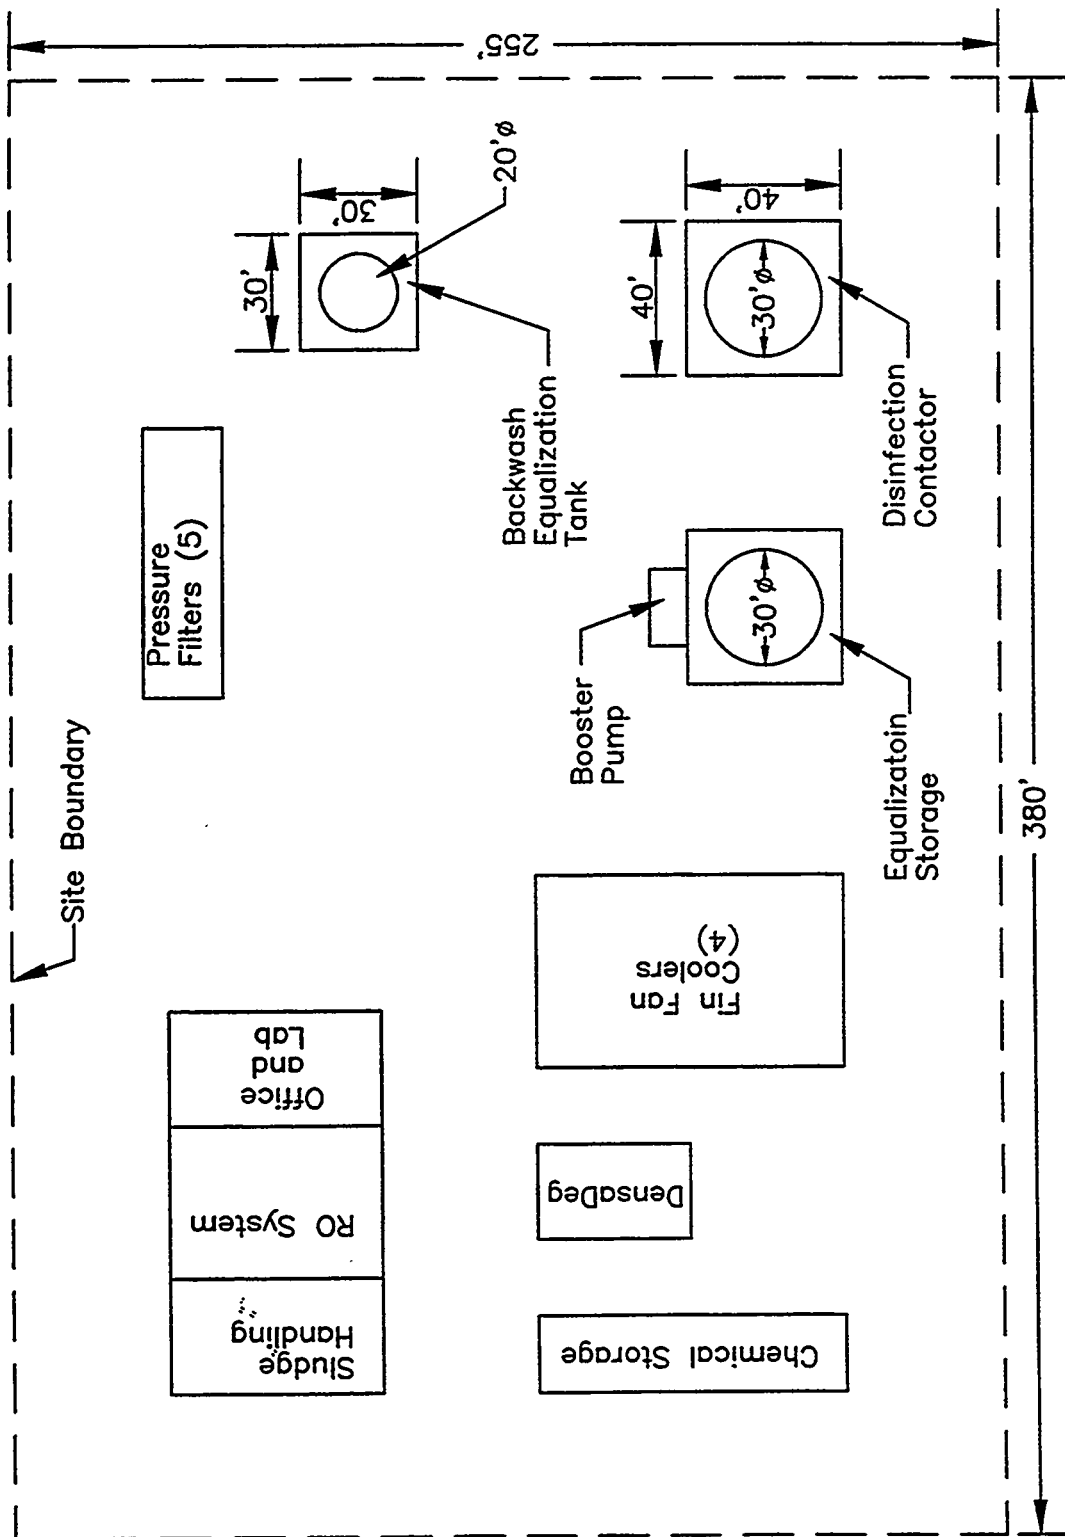 255'
Site Boundary
Pressure
Filters (5)
30'
30'
20'ø
Backwash
Equalization
Tank
Office
and
Lab
RO System
Sludge
Handling
Fin Fan
Coolers
(4)
DensaDeg
Chemical Storage
Booster
Pump
30'ø
Equalizatoin
Storage
40'
40'
30'ø
Disinfection
Contactor
380'